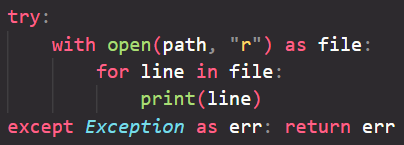 try:
    with open(path, "r") as file:
        for line in file:
            print(line)
except Exception as err: return err